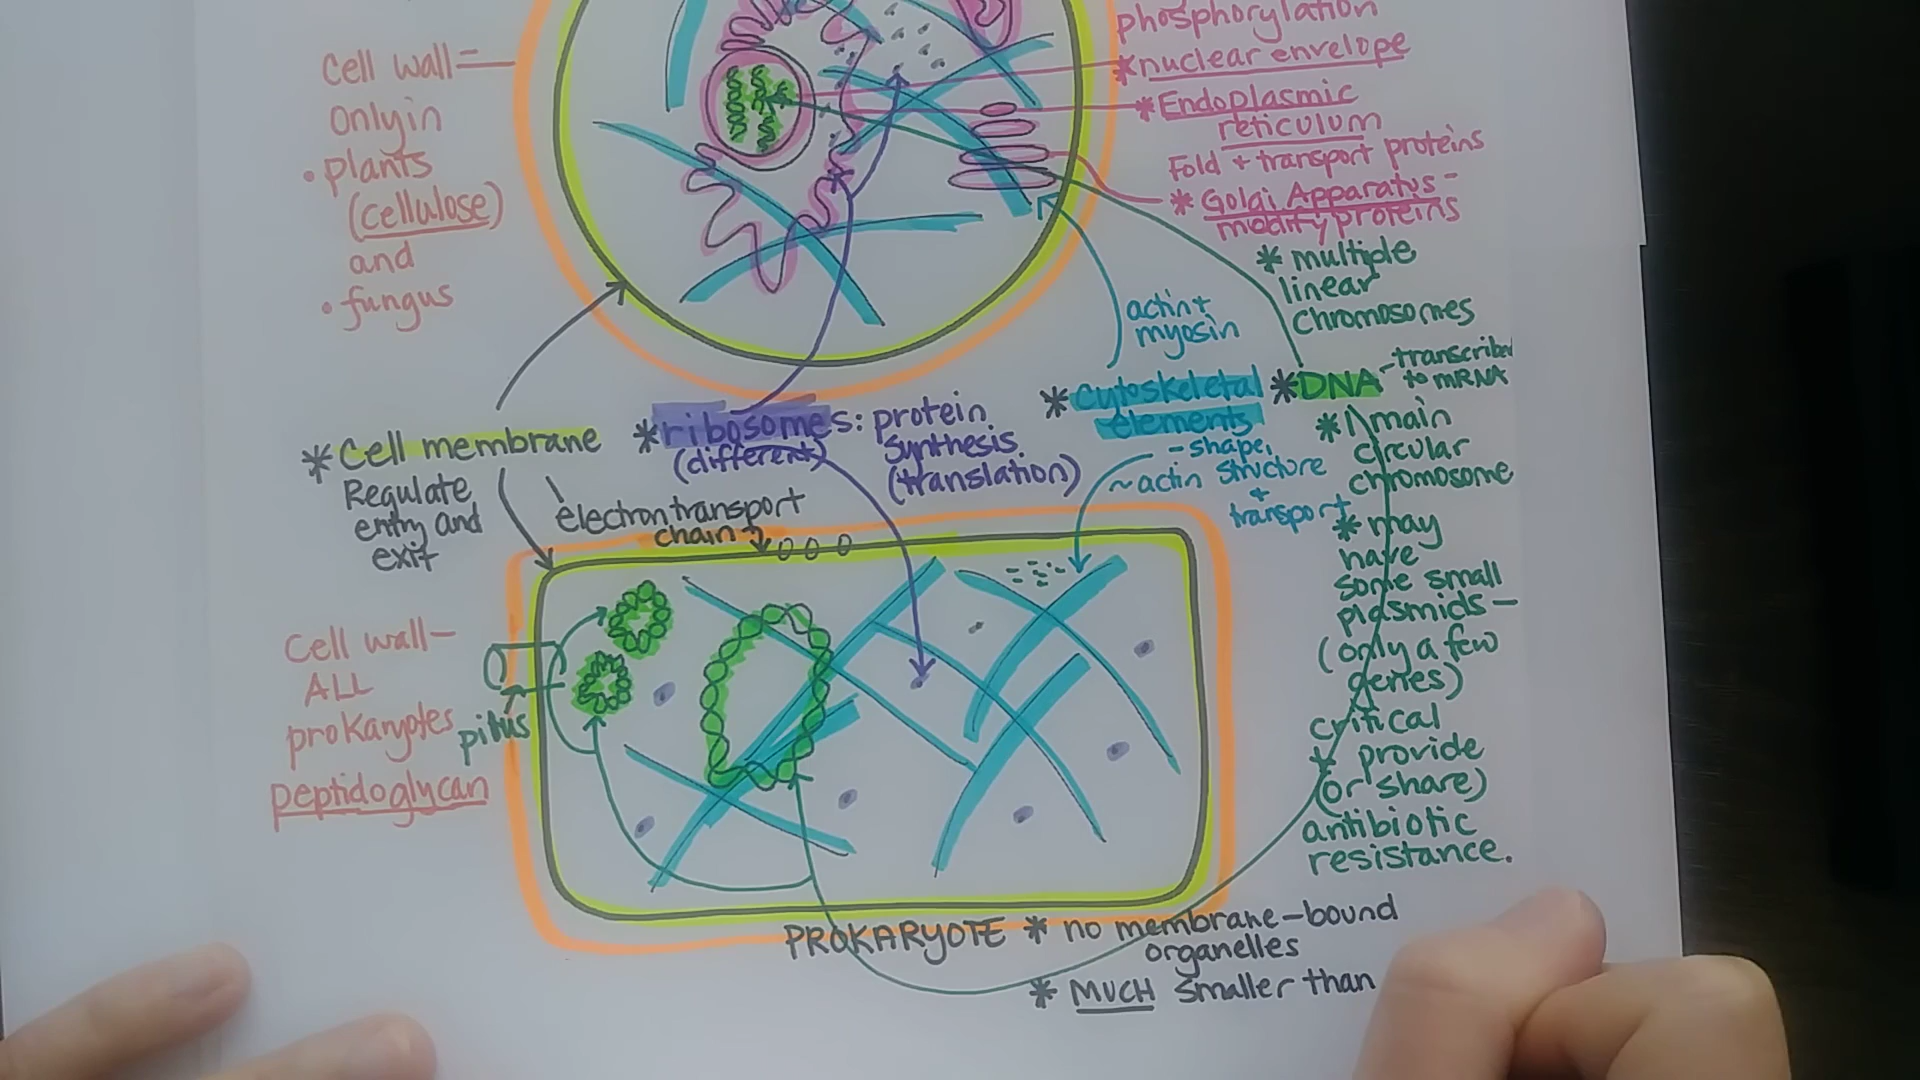 phosphorylation
*nuclear envelope
*Endoplasmic
reticulum
Fold + transport proteins
* Golgi Apparatus-
modify proteins
Cell wall=
only in
• plants
(cellulose)
and
• fungus
* multiple
linear
chromosomes
actin +
myosin
* Cell membrane
Regulate
entry and
exit
electron transport
chain
* ribosomes: protein
(different) synthesis
(translation)
* Cytoskeletal
elements
- shape,
~actin structure
+
transport
* DNA -transcribed
to mRNA
* 1 main
circular
chromosome
* may
have
some small
plasmids-
(only a few
genes)
critical
* provide
(or share)
antibiotic
resistance.
Cell wall-
ALL
prokaryotes
peptidoglycan
pilus
PROKARYOTE * no membrane-bound
organelles
* MUCH smaller than